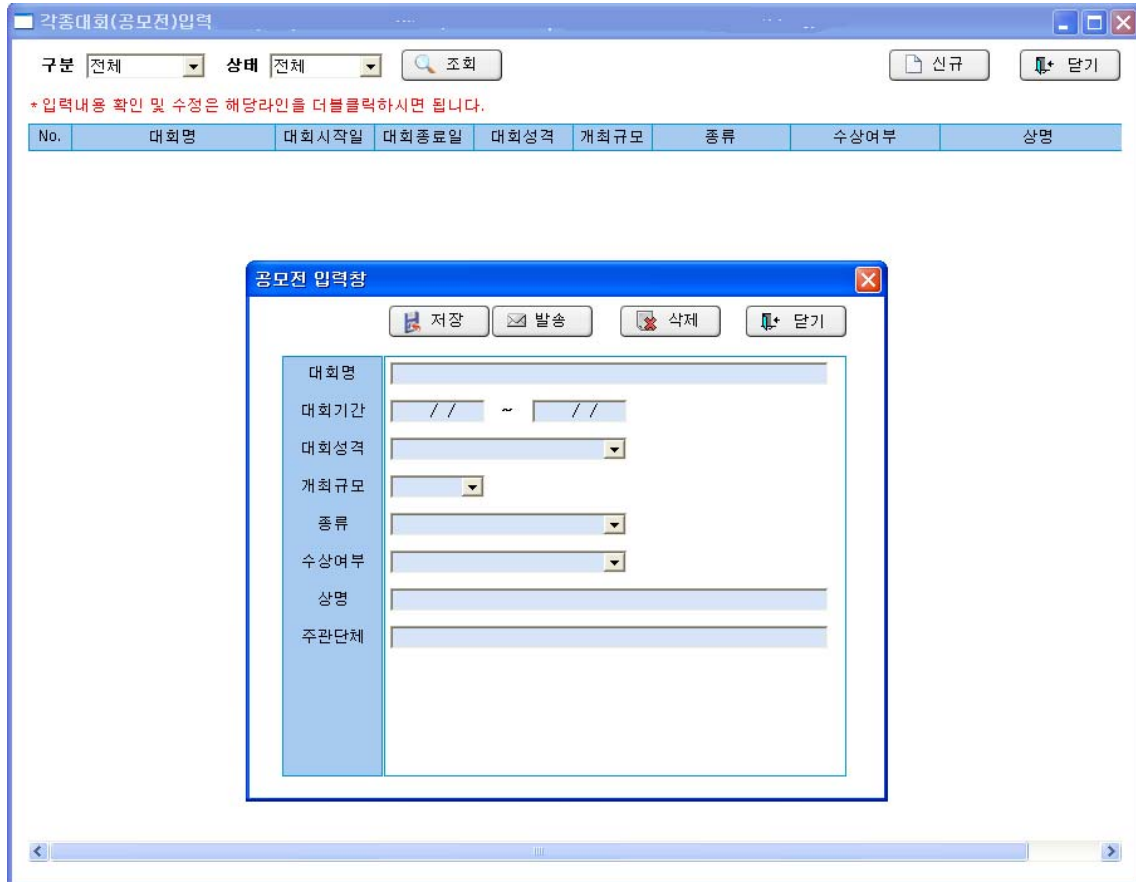 각종대회(공모전)입력
구분 전체 상태 전체 조회 신규 닫기
*입력내용 확인 및 수정은 해당라인을 더블클릭하시면 됩니다.
No. 대회명 대회시작일 대회종료일 대회성격 개최규모 종류 수상여부 상명
공모전 입력창
저장 발송 삭제 닫기
대회명
대회기간 / / ~ / /
대회성격
개최규모
종류
수상여부
상명
주관단체